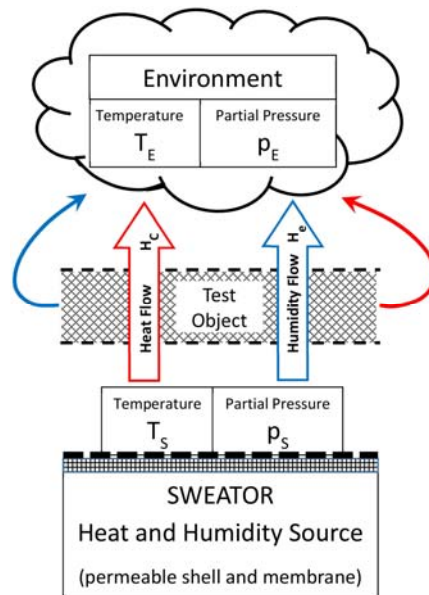 Environment
Temperature
Partial Pressure
T_E
p_E
Heat Flow H_C
Humidity Flow H_e
Test
Object
Temperature
Partial Pressure
T_S
p_S
SWEATOR
Heat and Humidity Source
(permeable shell and membrane)